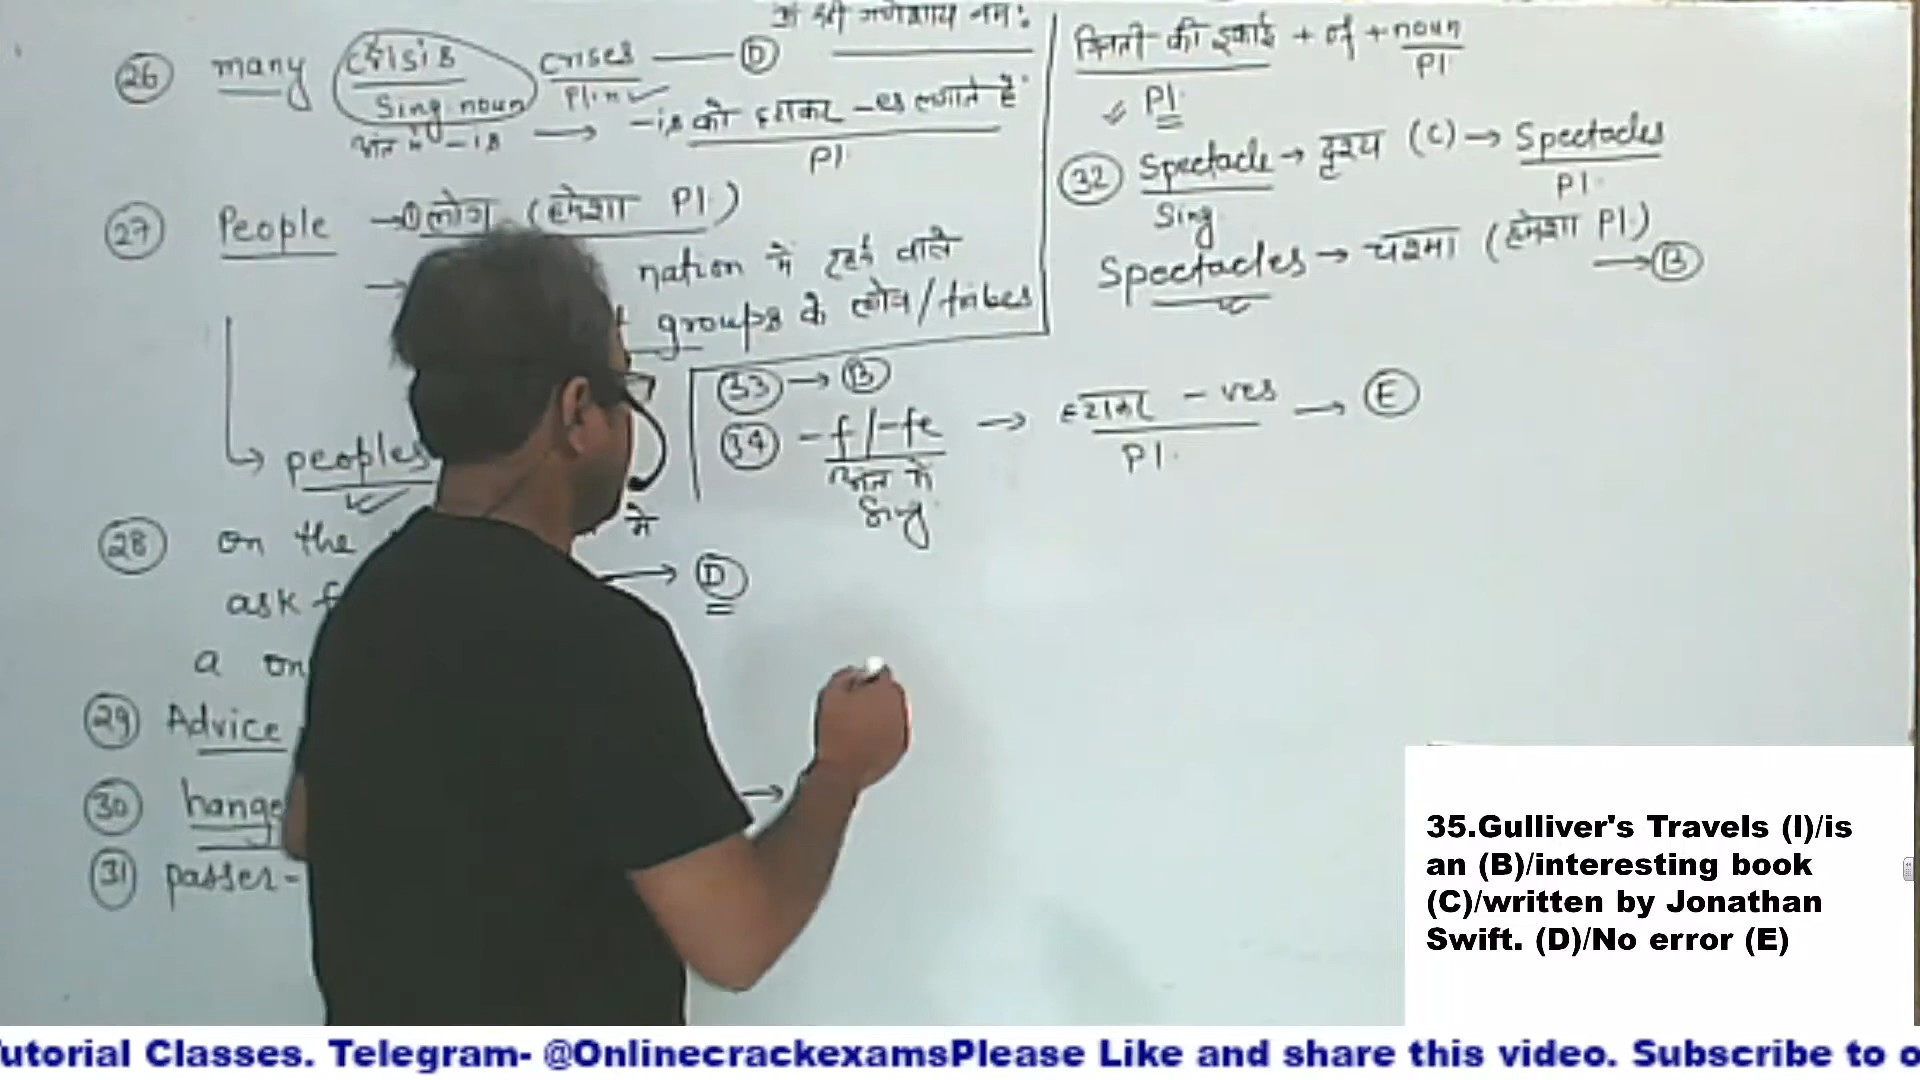 ॐ श्री गणेशाय नमः
26 many crisis crises — D
Sing. noun Pl. n
अंत में -is → -is को हटाकर -es लगाते हैं
Pl.
27 People → ① लोग (हमेशा Pl.)
→ nation में रहने वाले
groups के लोग/tribes
↳ peoples
में
28 on the
ask f
→ D
a on
29 Advice
30 hange
→
31 passer-
गिनती की इकाई + of + noun
Pl.
Pl.
32 Spectacle → दृश्य (C) → Spectacles
Sing Pl.
Spectacles → चश्मा (हमेशा Pl.)
→ B
33 → B
34 -f/-fe → हटाकर -ves → E
अंत में Pl.
Sing.
35.Gulliver's Travels (I)/is
an (B)/interesting book
(C)/written by Jonathan
Swift. (D)/No error (E)
utorial Classes. Telegram- @OnlinecrackexamsPlease Like and share this video. Subscribe to o